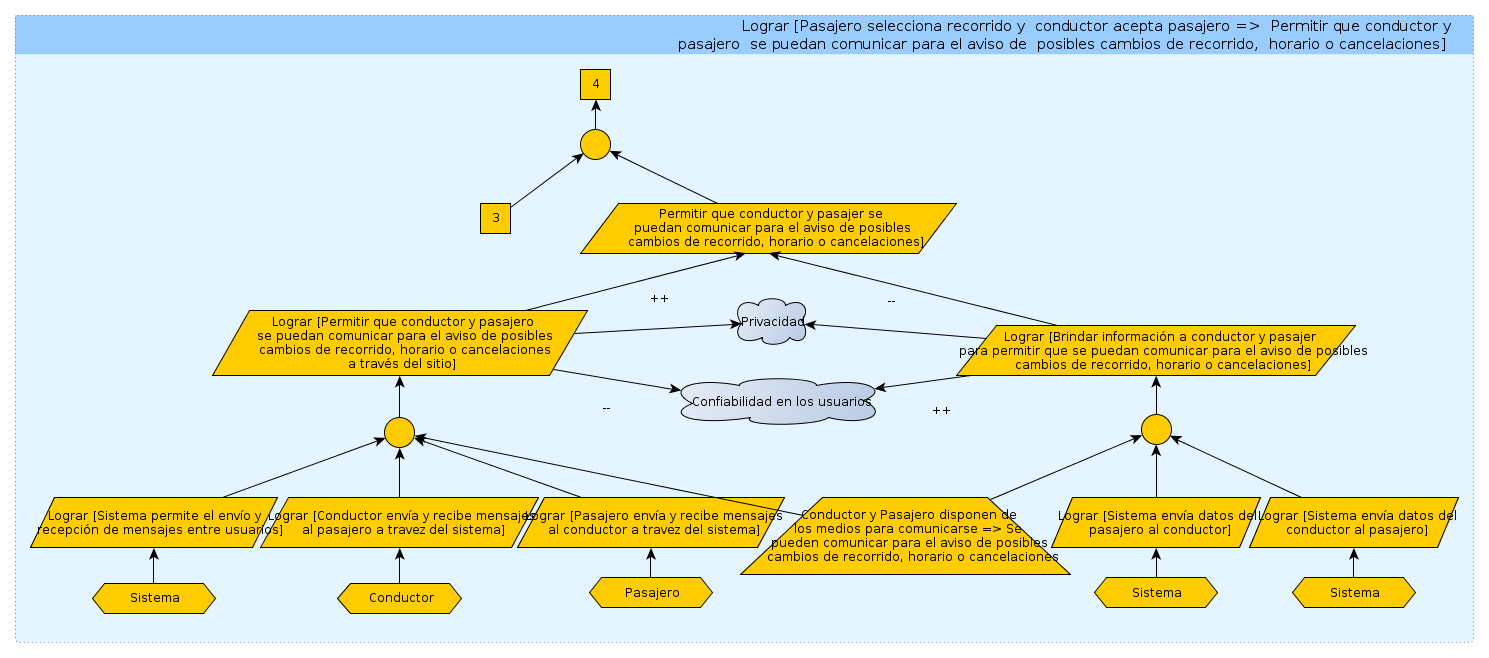 Lograr [Pasajero selecciona recorrido y  conductor acepta pasajero =>  Permitir que conductor y
pasajero  se puedan comunicar para el aviso de  posibles cambios de recorrido,  horario o cancelaciones]
4
3
Permitir que conductor y pasajer se
puedan comunicar para el aviso de posibles
cambios de recorrido, horario o cancelaciones]
++
--
Lograr [Permitir que conductor y pasajero
se puedan comunicar para el aviso de posibles
cambios de recorrido, horario o cancelaciones
a través del sitio]
Privacidad
Lograr [Brindar información a conductor y pasajer
para permitir que se puedan comunicar para el aviso de posibles
cambios de recorrido, horario o cancelaciones]
Confiabilidad en los usuarios
--
++
Lograr [Sistema permite el envío y
recepción de mensajes entre usuarios]
Lograr [Conductor envía y recibe mensajes
al pasajero a travez del sistema]
Lograr [Pasajero envía y recibe mensajes
al conductor a travez del sistema]
Conductor y Pasajero disponen de
los medios para comunicarse => Se
pueden comunicar para el aviso de posibles
cambios de recorrido, horario o cancelaciones
Lograr [Sistema envía datos del
pasajero al conductor]
Lograr [Sistema envía datos del
conductor al pasajero]
Sistema
Conductor
Pasajero
Sistema
Sistema